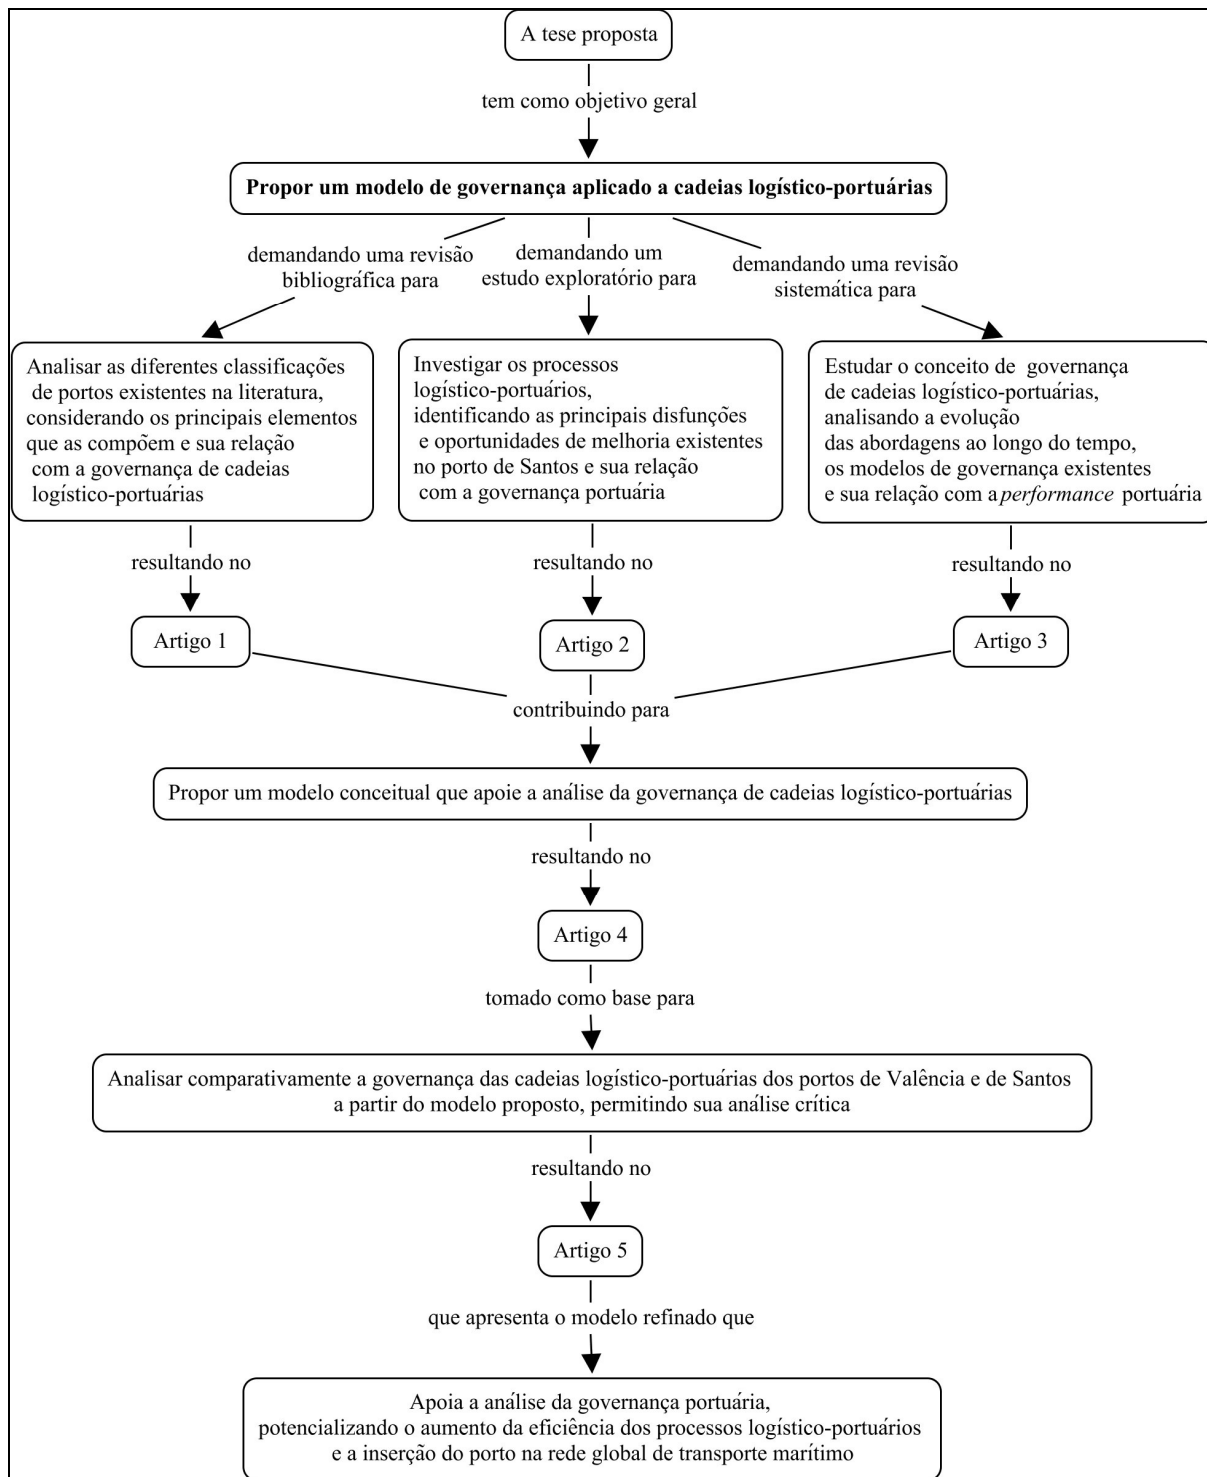 A tese proposta
tem como objetivo geral
Propor um modelo de governança aplicado a cadeias logístico-portuárias
demandando uma revisão
bibliográfica para
demandando um
estudo exploratório para
demandando uma revisão
sistemática para
Analisar as diferentes classificações
de portos existentes na literatura,
considerando os principais elementos
que as compõem e sua relação
com a governança de cadeias
logístico-portuárias
Investigar os processos
logístico-portuários,
identificando as principais disfunções
e oportunidades de melhoria existentes
no porto de Santos e sua relação
com a governança portuária
Estudar o conceito de governança
de cadeias logístico-portuárias,
analisando a evolução
das abordagens ao longo do tempo,
os modelos de governança existentes
e sua relação com a performance portuária
resultando no
resultando no
resultando no
Artigo 1
Artigo 2
Artigo 3
contribuindo para
Propor um modelo conceitual que apoie a análise da governança de cadeias logístico-portuárias
resultando no
Artigo 4
tomado como base para
Analisar comparativamente a governança das cadeias logístico-portuárias dos portos de Valência e de Santos
a partir do modelo proposto, permitindo sua análise crítica
resultando no
Artigo 5
que apresenta o modelo refinado que
Apoia a análise da governança portuária,
potencializando o aumento da eficiência dos processos logístico-portuários
e a inserção do porto na rede global de transporte marítimo